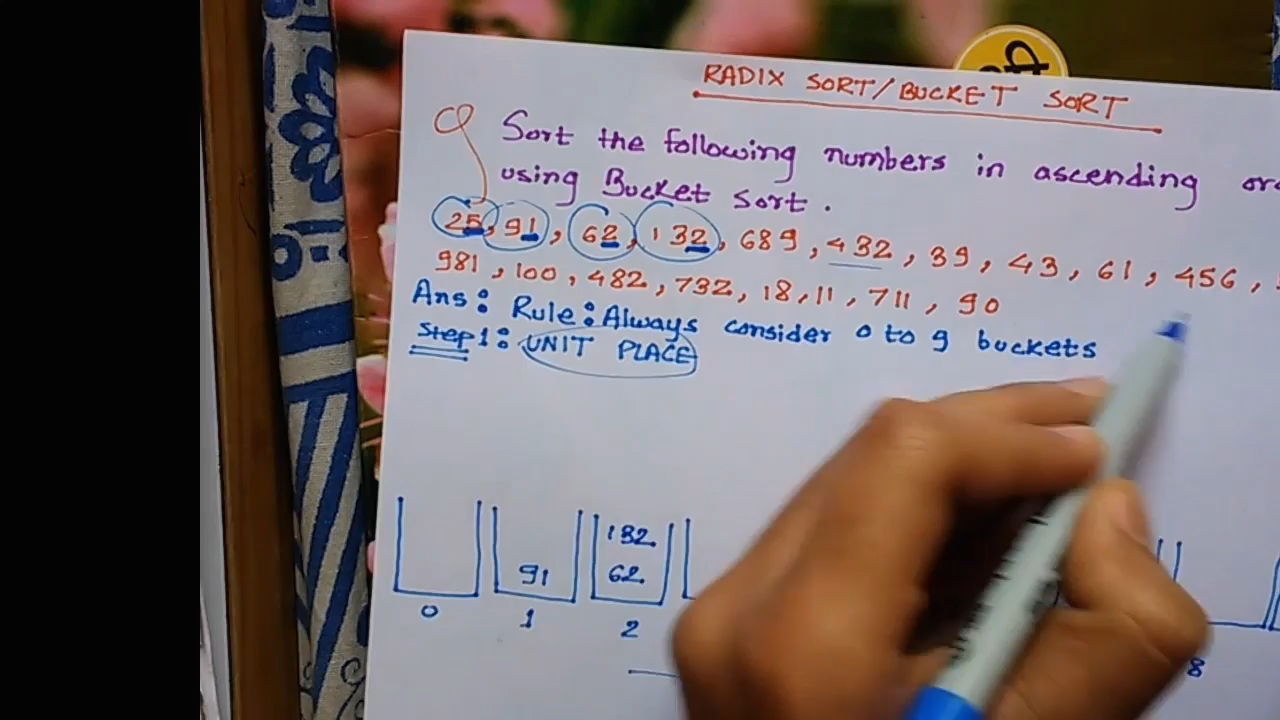 RADIX SORT/BUCKET SORT
Q Sort the following numbers in ascending
using Bucket sort.
25, 91, 62, 132, 689, 432, 39, 43, 61, 456,
981, 100, 482, 732, 18, 11, 711, 90
Ans: Rule: Always consider 0 to 9 buckets
Step 1: UNIT PLACE
132
91 62
0 1 2 8